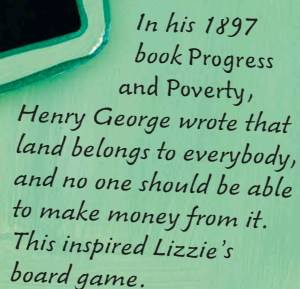 In his 1897
book Progress
and Poverty,
Henry George wrote that
land belongs to everybody,
and no one should be able
to make money from it.
This inspired Lizzie's
board game.